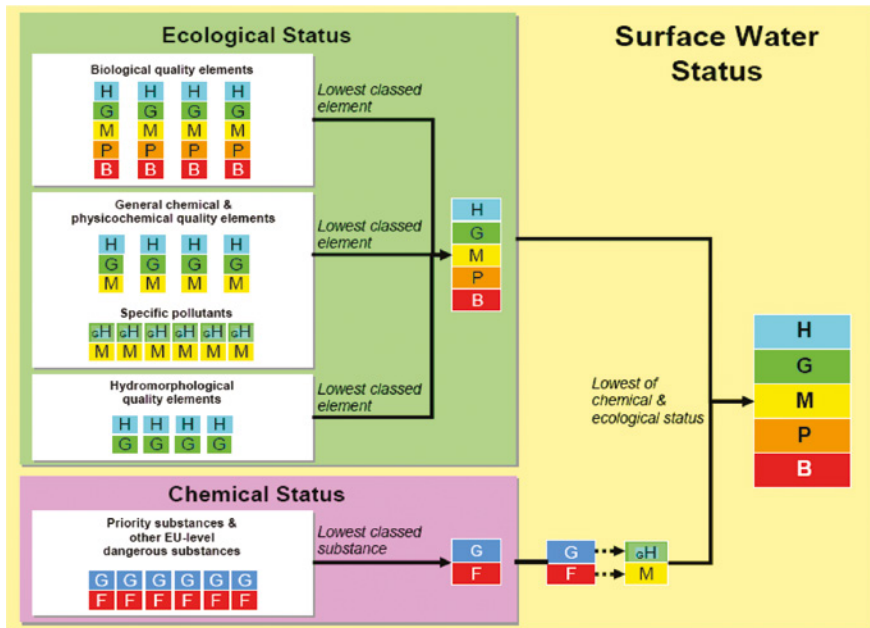 Ecological Status
Surface Water
Status
Biological quality elements
H H H H
G G G G
M M M M
P P P P
B B B B
Lowest classed
element
General chemical &
physicochemical quality elements
H H H H
G G G G
M M M M
Lowest classed
element
H
G
M
P
B
Specific pollutants
GH GH GH GH GH GH
M M M M M M
Hydromorphological
quality elements
H H H H
G G G G
Lowest classed
element
Lowest of
chemical &
ecological status
H
G
M
P
B
Chemical Status
Priority substances &
other EU-level
dangerous substances
G G G G G G
F F F F F F
Lowest classed
substance
G
F
G
F
GH
M